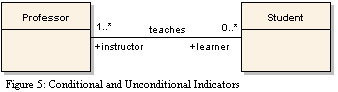 Professor
Student
1..*
teaches
0..*
+instructor
+learner
Figure 5: Conditional and Unconditional Indicators